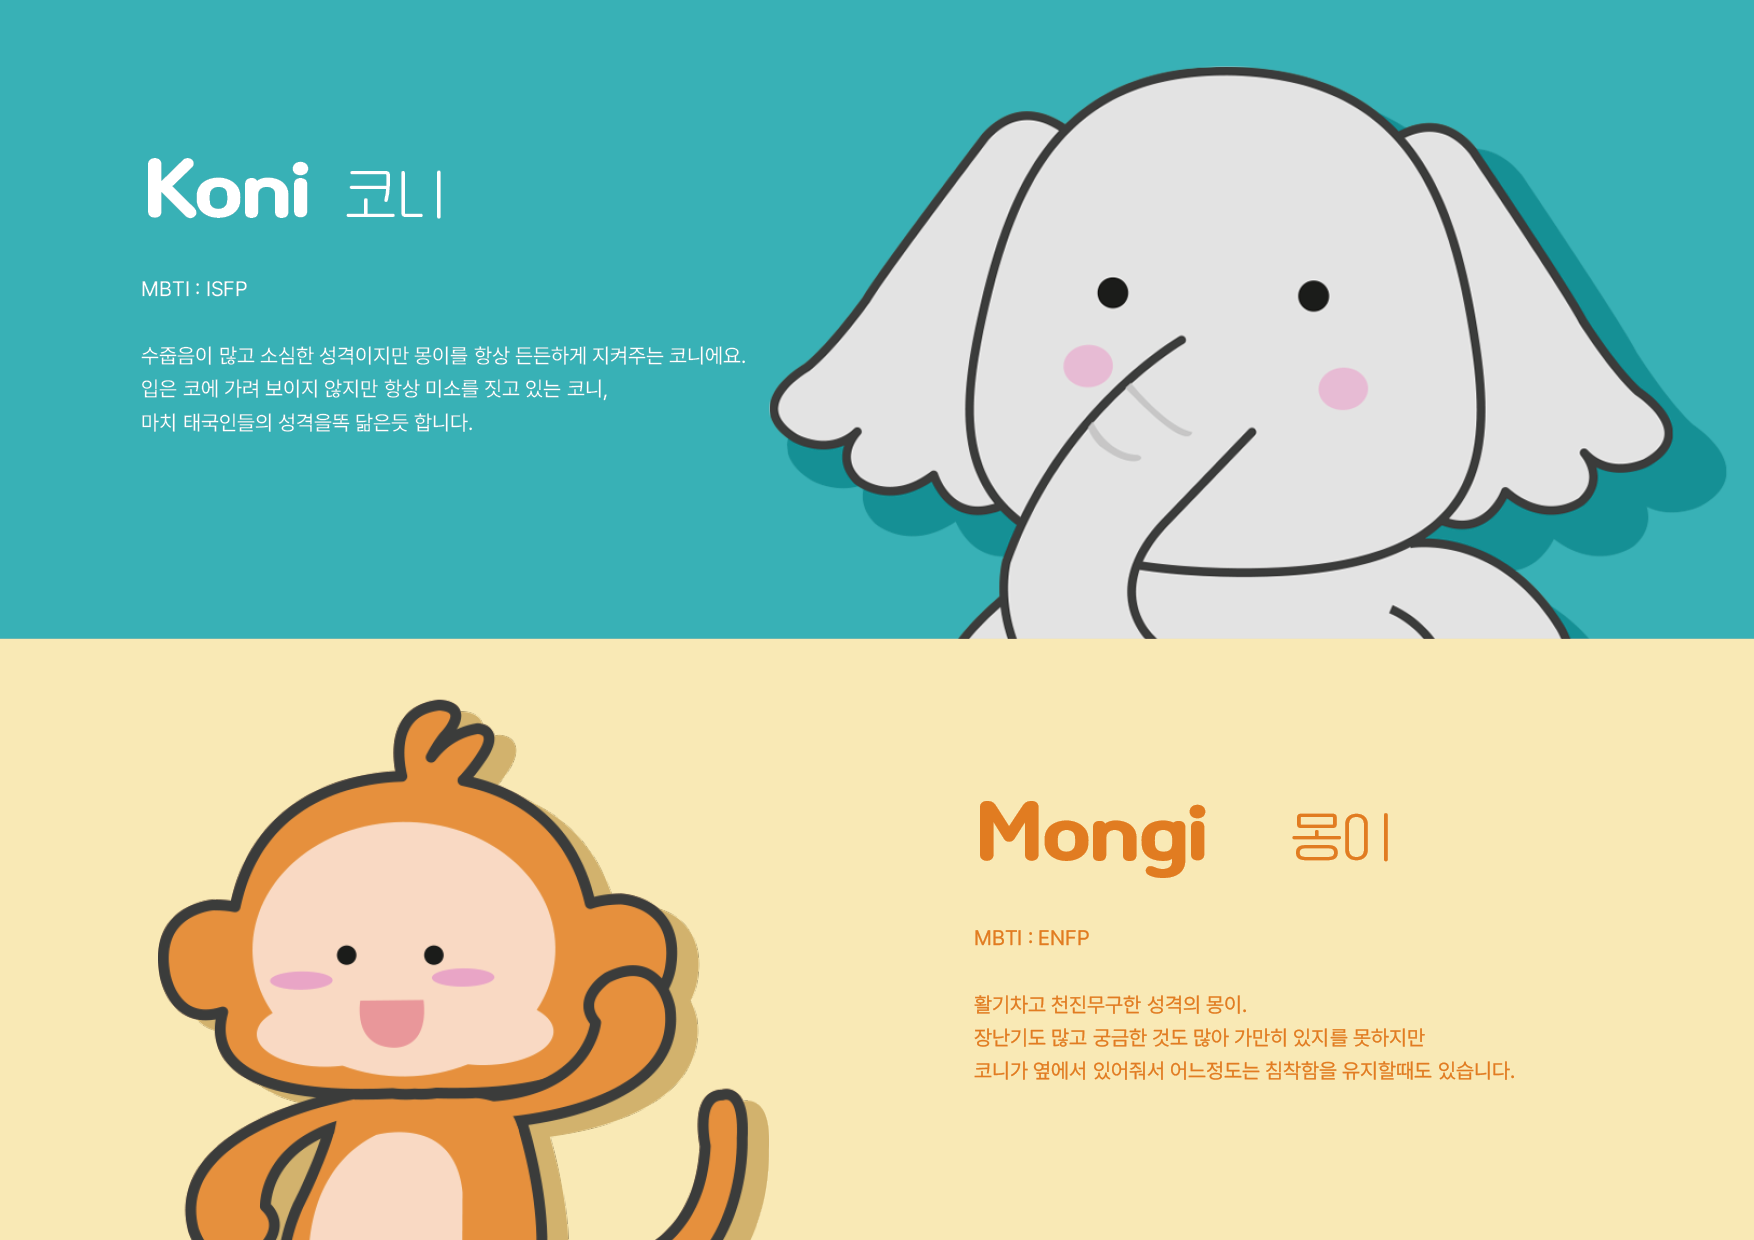 Koni 코니
MBTI : ISFP
수줍음이 많고 소심한 성격이지만 몽이를 항상 든든하게 지켜주는 코니에요.
입은 코에 가려 보이지 않지만 항상 미소를 짓고 있는 코니,
마치 태국인들의 성격을똑 닮은듯 합니다.
Mongi 몽이
MBTI : ENFP
활기차고 천진무구한 성격의 몽이.
장난기도 많고 궁금한 것도 많아 가만히 있지를 못하지만
코니가 옆에서 있어줘서 어느정도는 침착함을 유지할때도 있습니다.